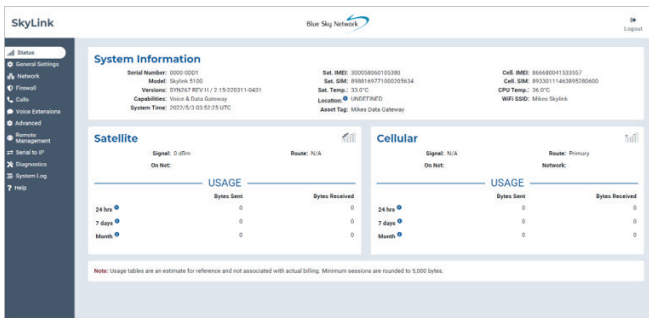 SkyLink
Blue Sky Network
Logout
Status
General Settings
Network
Firewall
Calls
Voice Extensions
Advanced
Remote Management
Serial to IP
Diagnostics
System Log
Help
System Information
Serial Number: 0000-00D1
Model: Skylink 5100
Versions: SYN267 REV H / 2.15-220311-0431
Capabilities: Voice & Data Gateway
System Time: 2022/5/3 03:52:25 UTC
Sat. IMEI: 300058060105380
Sat. SIM: 8988169771000205634
Sat. Temp.: 33.0°C
Location: UNDEFINED
Asset Tag: Mikes Data Gateway
Cell. IMEI: 866680041533557
Cell. SIM: 89330111463895280600
CPU Temp.: 36.0°C
WiFi SSID: Mikes Skylink
Satellite
Signal: 0 dBm
Route: N/A
On Net:
USAGE
Bytes Sent
Bytes Received
24 hrs 0 0
7 days 0 0
Month 0 0
Cellular
Signal: N/A
Route: Primary
On Net:
Network:
USAGE
Bytes Sent
Bytes Received
24 hrs 0 0
7 days 0 0
Month 0 0
Note: Usage tables are an estimate for reference and not associated with actual billing. Minimum sessions are rounded to 5,000 bytes.